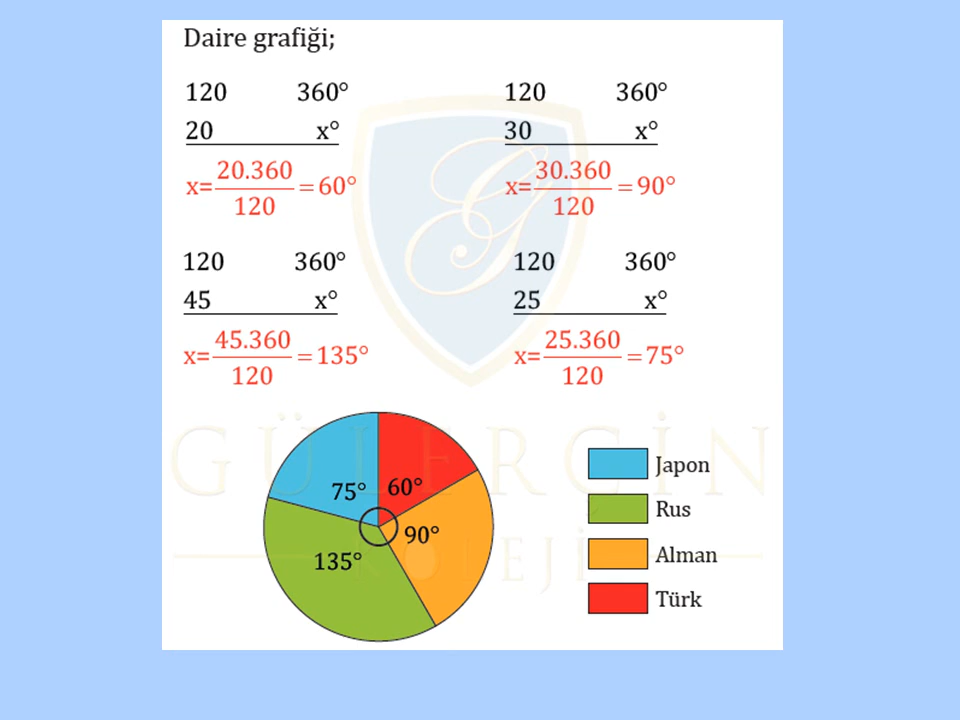 Daire grafiği;
120 360°
20 x°
x=20.360/120=60°
120 360°
30 x°
x=30.360/120=90°
120 360°
45 x°
x=45.360/120=135°
120 360°
25 x°
x=25.360/120=75°
GÜLERÇİN
KOLEJİ
75° 60°
90°
135°
Japon
Rus
Alman
Türk